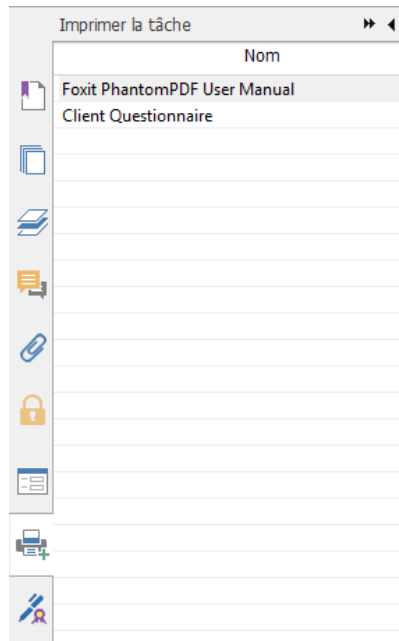 Imprimer la tâche
Nom
Foxit PhantomPDF User Manual
Client Questionnaire